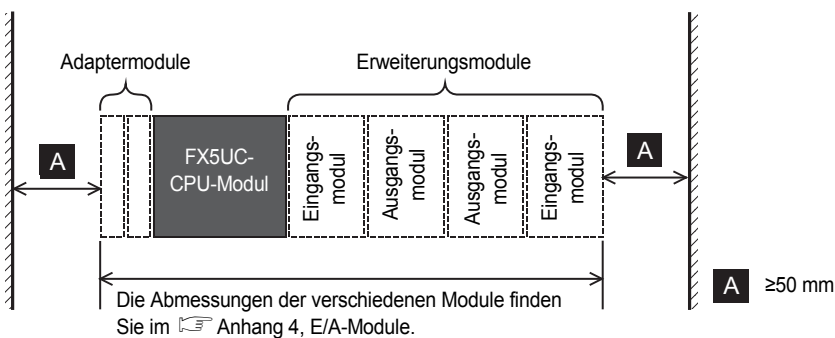 Adaptermodule
Erweiterungsmodule
A
FX5UC-
CPU-Modul
Eingangs-
modul
Ausgangs-
modul
Ausgangs-
modul
Eingangs-
modul
A
Die Abmessungen der verschiedenen Module finden
Sie im ☞ Anhang 4, E/A-Module.
A ≥50 mm